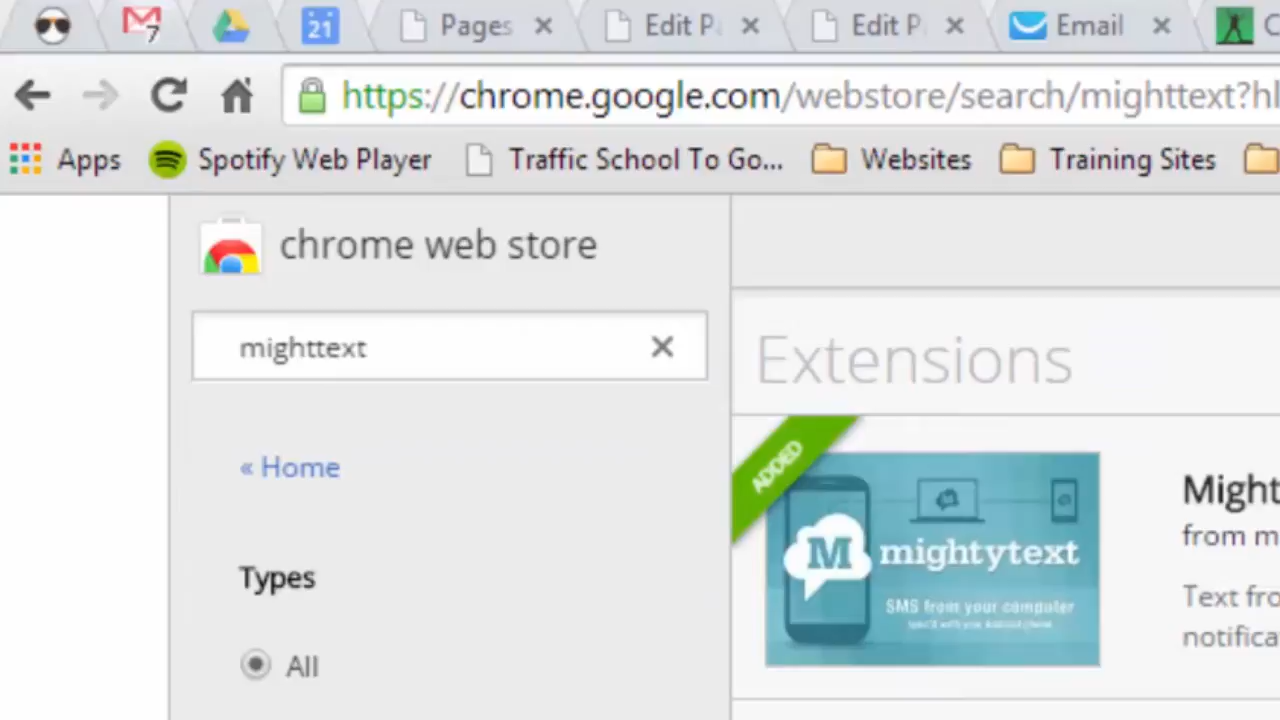 7
21
Pages
Edit P
Edit P
Email
https://chrome.google.com/webstore/search/mighttext?hl
Apps
Spotify Web Player
Traffic School To Go...
Websites
Training Sites
chrome web store
mighttext
« Home
Types
All
Extensions
ADDED
M mightytext
SMS from your computer
Might
from m
Text fro
notifica